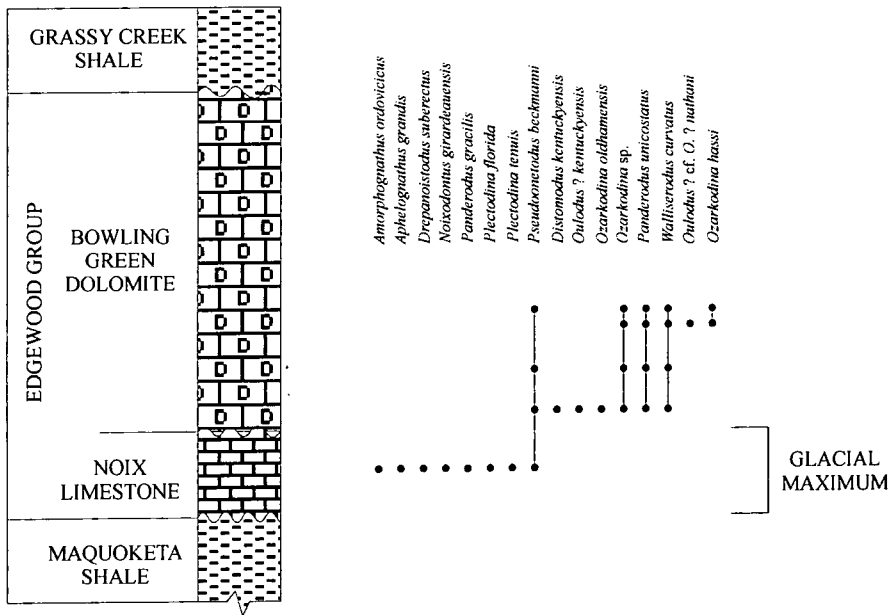 GRASSY CREEK
SHALE
EDGEWOOD GROUP
BOWLING
GREEN
DOLOMITE
NOIX
LIMESTONE
MAQUOKETA
SHALE
D D D
D D
D D D
D D
D D D
D D
D D D
D D
D D D
D D
D D D
D D
D D D
D D
Amorphognathus ordovicicus
Aphelognathus grandis
Drepanoistodus suberectus
Noixodontus girardeauensis
Panderodus gracilis
Plectodina florida
Plectodina tenuis
Pseudoonetodus beckmanni
Distomodus kentuckyensis
Oulodus ? kentuckyensis
Ozarkodina oldhamensis
Ozarkodina sp.
Panderodus unicostatus
Walliserodus curvatus
Oulodus ? cf. O. ? nathani
Ozarkodina hassi
GLACIAL
MAXIMUM